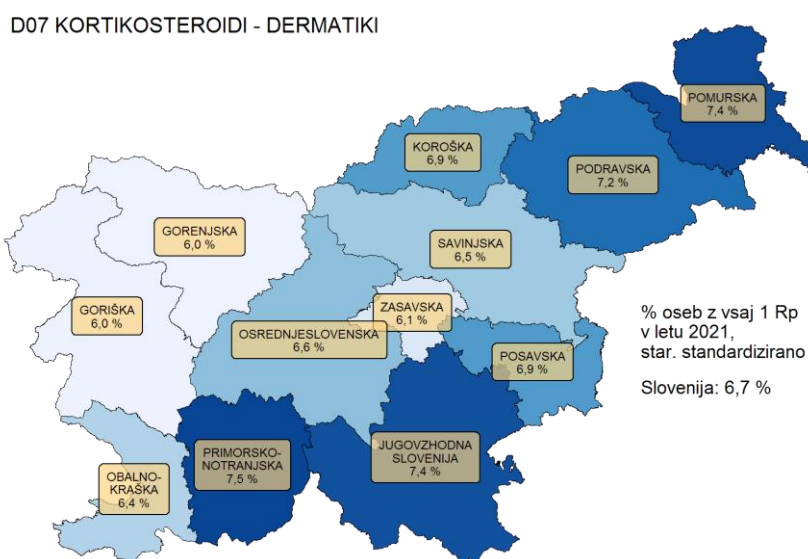 D07 KORTIKOSTEROIDI - DERMATIKI
POMURSKA
7,4 %
KOROŠKA
6,9 %
PODRAVSKA
7,2 %
GORENJSKA
6,0 %
SAVINJSKA
6,5 %
GORIŠKA
6,0 %
ZASAVSKA
6,1 %
OSREDNJESLOVENSKA
6,6 %
POSAVSKA
6,9 %
% oseb z vsaj 1 Rp
v letu 2021,
star. standardizirano
Slovenija: 6,7 %
PRIMORSKO-
NOTRANJSKA
7,5 %
JUGOVZHODNA
SLOVENIJA
7,4 %
OBALNO-
KRAŠKA
6,4 %